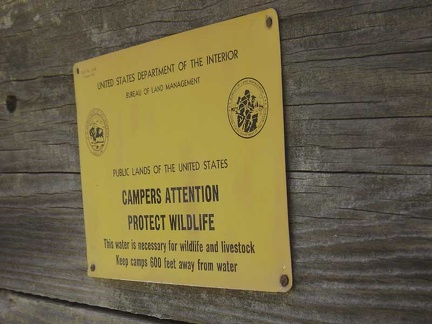 UNITED STATES DEPARTMENT OF THE INTERIOR
BUREAU OF LAND MANAGEMENT
PUBLIC LANDS OF THE UNITED STATES
CAMPERS ATTENTION
PROTECT WILDLIFE
This water is necessary for wildlife and livestock
Keep camps 600 feet away from water